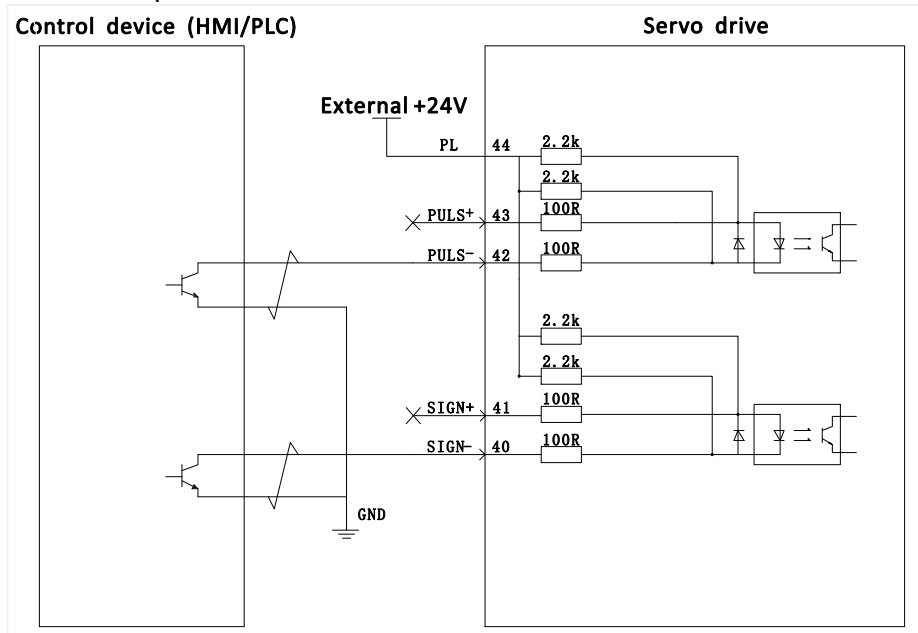 Control device (HMI/PLC)
Servo drive
External +24V
PL 44 2.2k
2.2k
PULS+ 43 100R
PULS- 42 100R
2.2k
2.2k
SIGN+ 41 100R
SIGN- 40 100R
GND